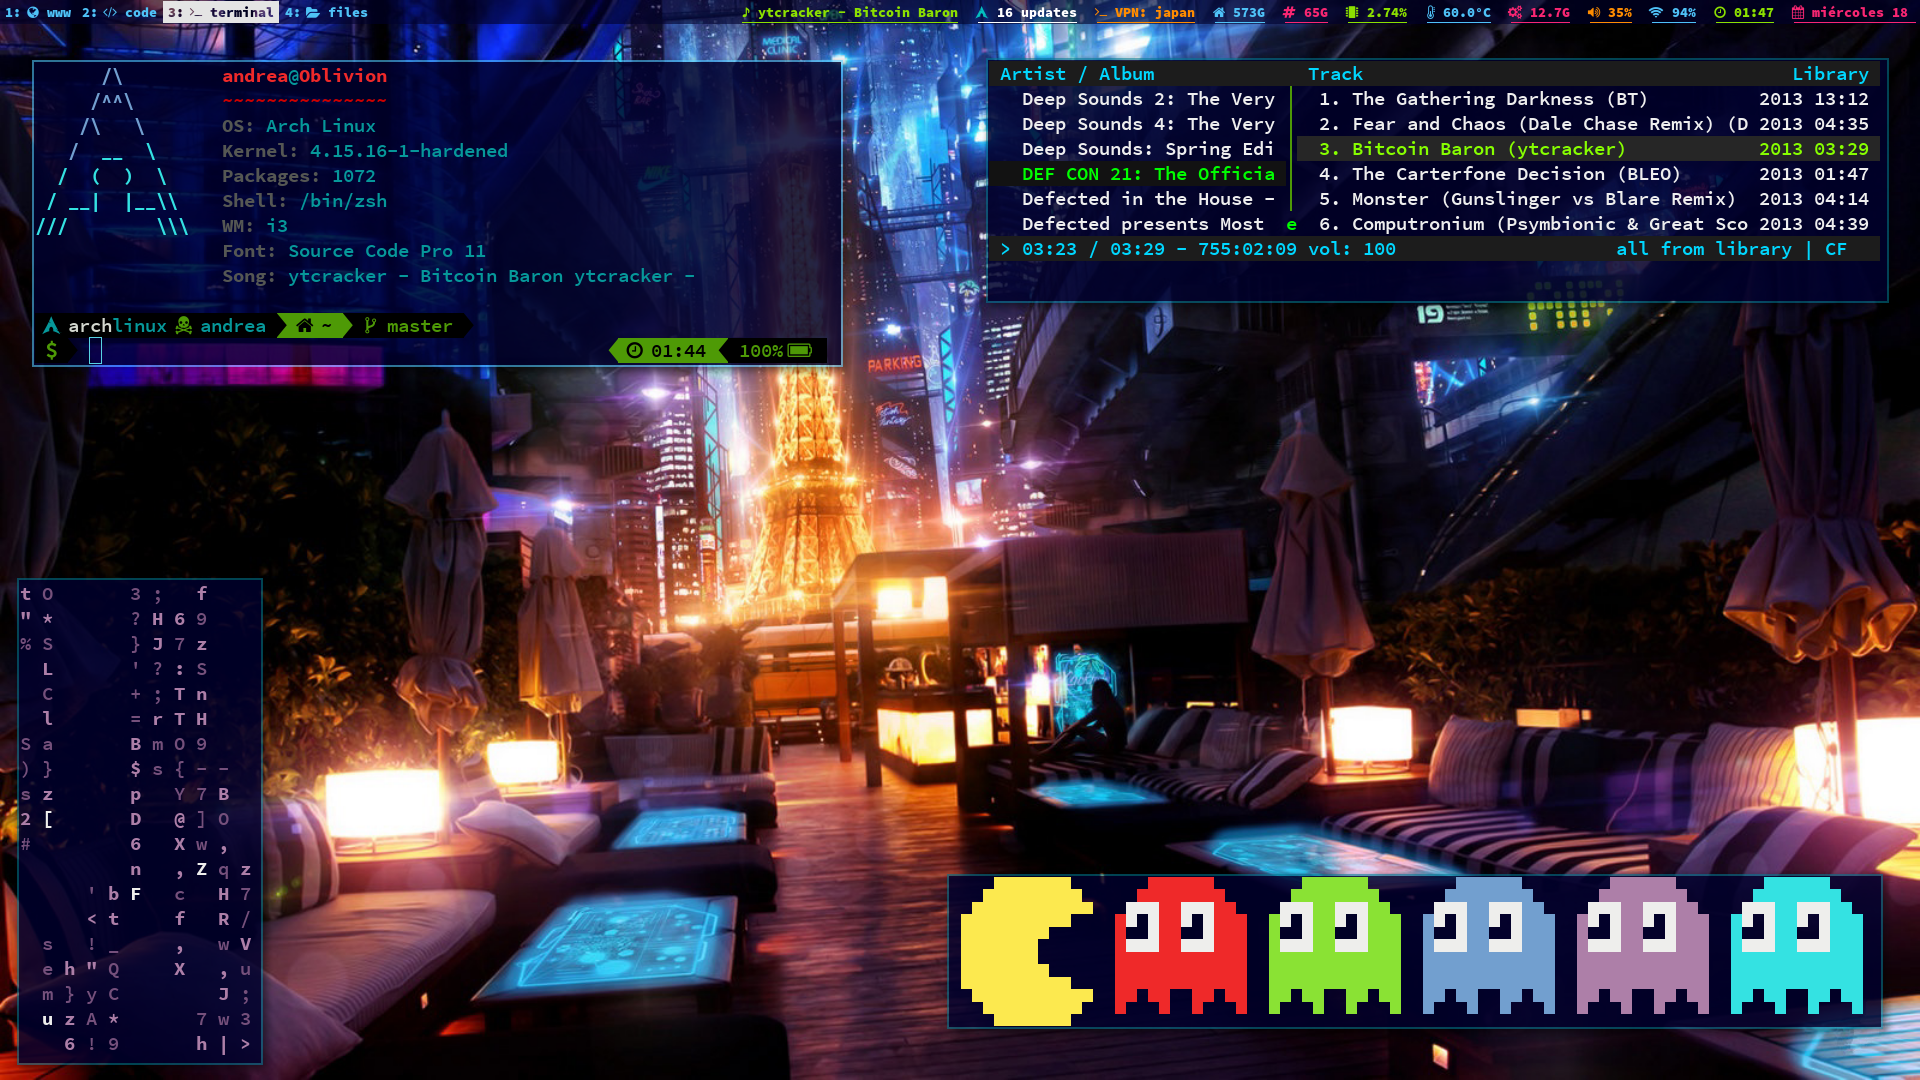 1: www 2: </> code 3: >_ terminal 4: files
♪ ytcracker - Bitcoin Baron 16 updates >_ VPN: japan 573G # 65G 2.74% 60.0°C 12.7G 35% 94% 01:47 miércoles 18
/\
/^^\
/\ \
/ __ \
/ ( ) \
/ __| |__\\
/// \\\
andrea@Oblivion
~~~~~~~~~~~~~~~
OS: Arch Linux
Kernel: 4.15.16-1-hardened
Packages: 1072
Shell: /bin/zsh
WM: i3
Font: Source Code Pro 11
Song: ytcracker - Bitcoin Baron ytcracker -
archlinux andrea ~ master
$ 01:44 100%
Artist / Album Track Library
Deep Sounds 2: The Very 1. The Gathering Darkness (BT) 2013 13:12
Deep Sounds 4: The Very 2. Fear and Chaos (Dale Chase Remix) (D 2013 04:35
Deep Sounds: Spring Edi 3. Bitcoin Baron (ytcracker) 2013 03:29
DEF CON 21: The Officia 4. The Carterfone Decision (BLEO) 2013 01:47
Defected in the House - 5. Monster (Gunslinger vs Blare Remix) 2013 04:14
Defected presents Most e 6. Computronium (Psymbionic & Great Sco 2013 04:39
> 03:23 / 03:29 - 755:02:09 vol: 100 all from library | CF
MEDICAL
CLINIC
PARKING
19
t O 3 ; f
" * ? H 6 9
% S } J 7 z
L ' ? : S
C + ; T n
l = r T H
S a B m O 9
) } $ s { - -
s z p Y 7 B
2 [ D @ ] O
# 6 X w ,
n , Z q z
' b F c H 7
< t f R /
s ! _ , w V
e h " Q X , u
m } y C J ;
u z A * 7 w 3
6 ! 9 h | >